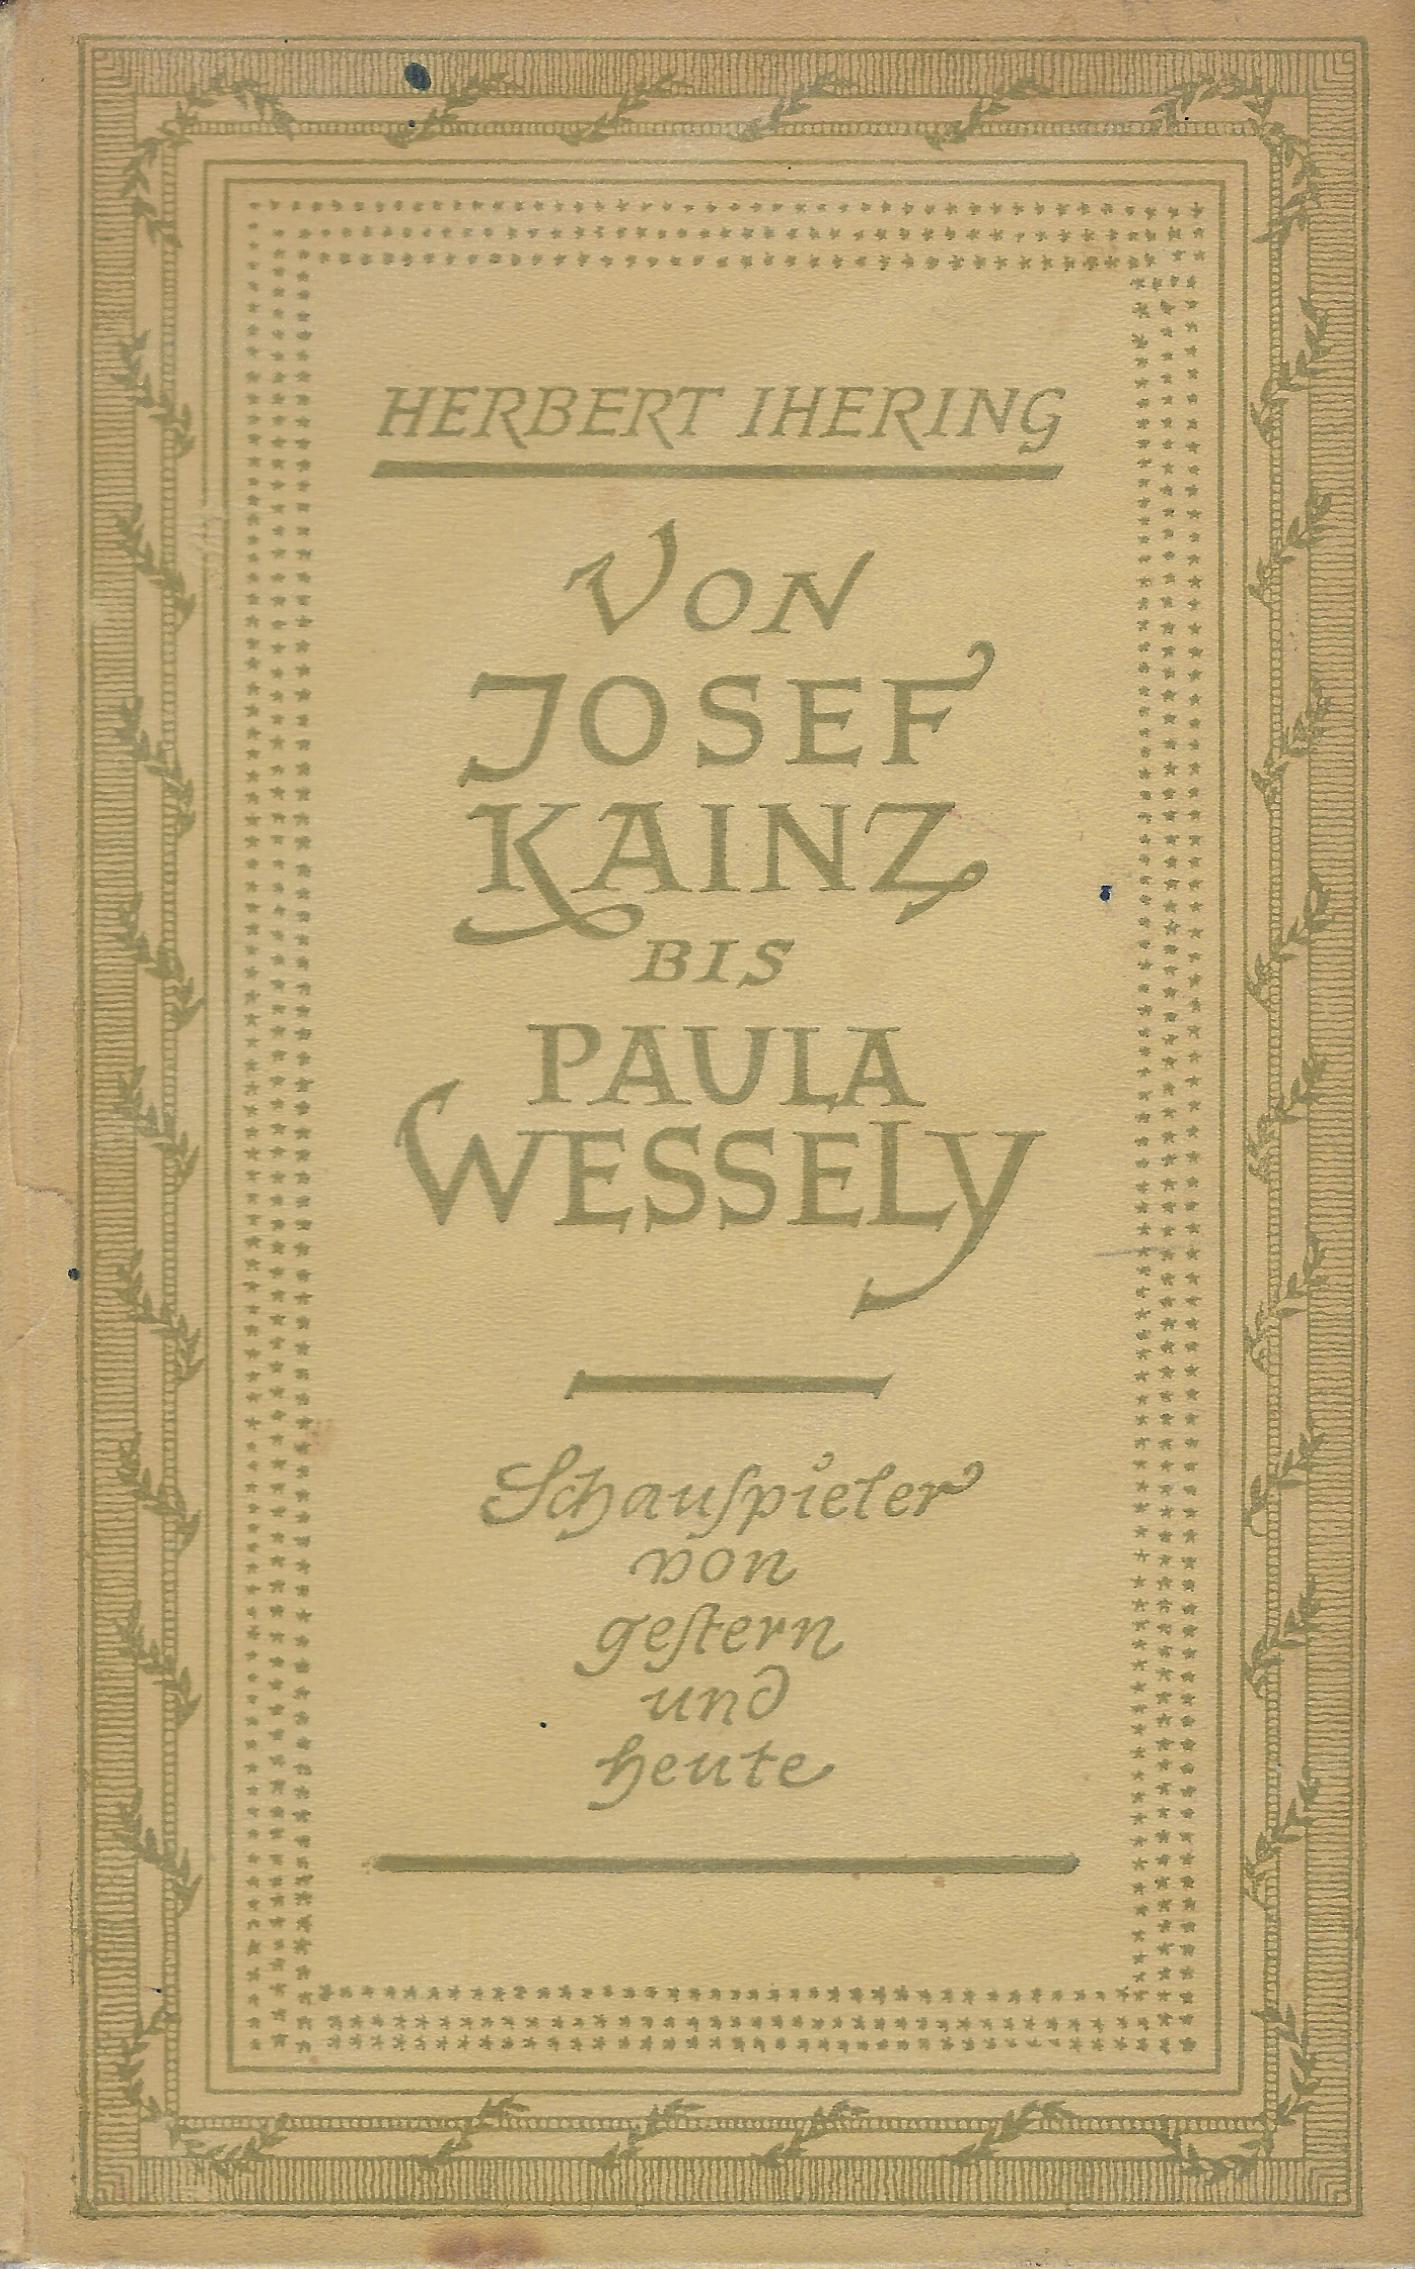 HERBERT IHERING
VON
JOSEF
KAINZ
BIS
PAULA
WESSELY
Schauſpieler
von
geſtern
und
heute